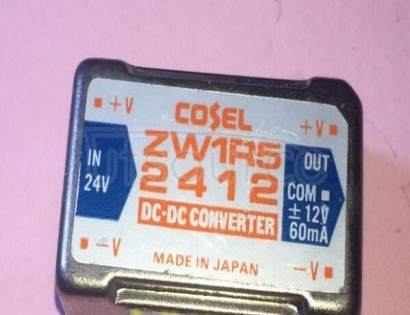 +V
COSEL
+V
ZW1R5
IN
24V
2412
OUT
COM
±12V
60mA
DC-DC CONVERTER
-V
MADE IN JAPAN
-V